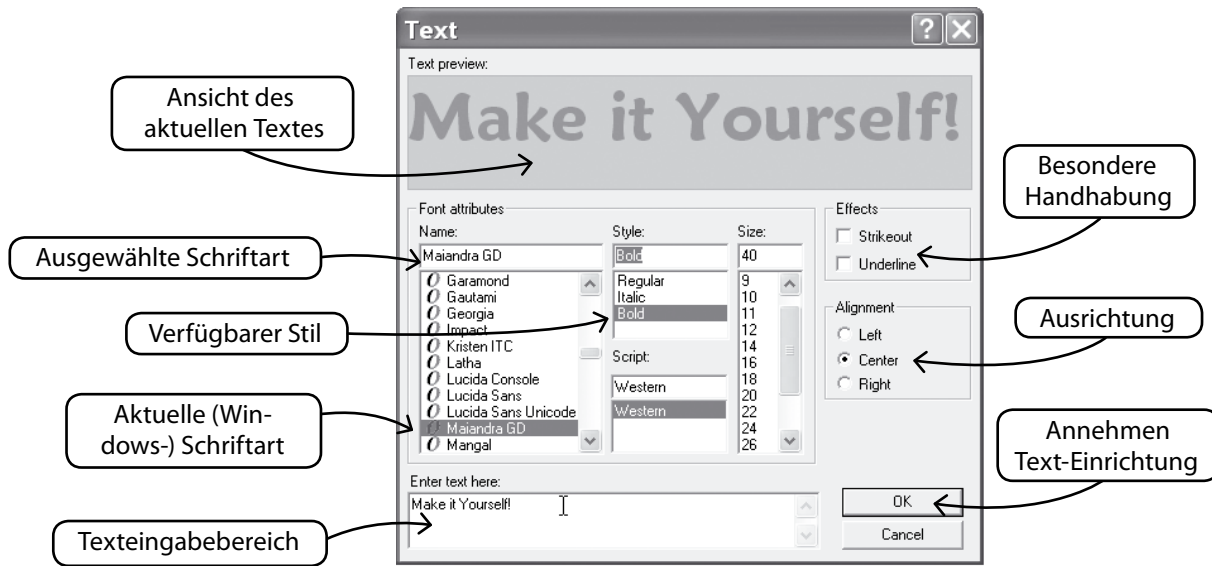 Text
Text preview:
Make it Yourself!
Ansicht des
aktuellen Textes
Besondere
Handhabung
Ausgewählte Schriftart
Verfügbarer Stil
Aktuelle (Win-
dows-) Schriftart
Texteingabebereich
Ausrichtung
Annehmen
Text-Einrichtung
Font attributes
Name:
Maiandra GD
Garamond
Gautami
Georgia
Impact
Kristen ITC
Latha
Lucida Console
Lucida Sans
Lucida Sans Unicode
Maiandra GD
Mangal
Style:
Bold
Regular
Italic
Bold
Script:
Western
Western
Size:
40
9
10
11
12
14
16
18
20
22
24
26
Effects
Strikeout
Underline
Alignment
Left
Center
Right
Enter text here:
Make it Yourself!
OK
Cancel